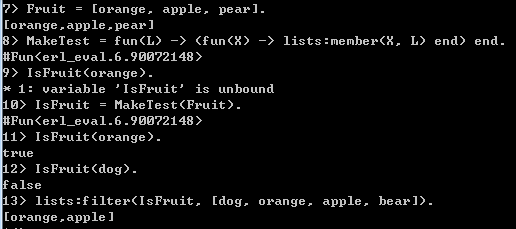 7> Fruit = [orange, apple, pear].
[orange,apple,pear]
8> MakeTest = fun(L) -> (fun(X) -> lists:member(X, L) end) end.
#Fun<erl_eval.6.90072148>
9> IsFruit(orange).
* 1: variable 'IsFruit' is unbound
10> IsFruit = MakeTest(Fruit).
#Fun<erl_eval.6.90072148>
11> IsFruit(orange).
true
12> IsFruit(dog).
false
13> lists:filter(IsFruit, [dog, orange, apple, bear]).
[orange,apple]